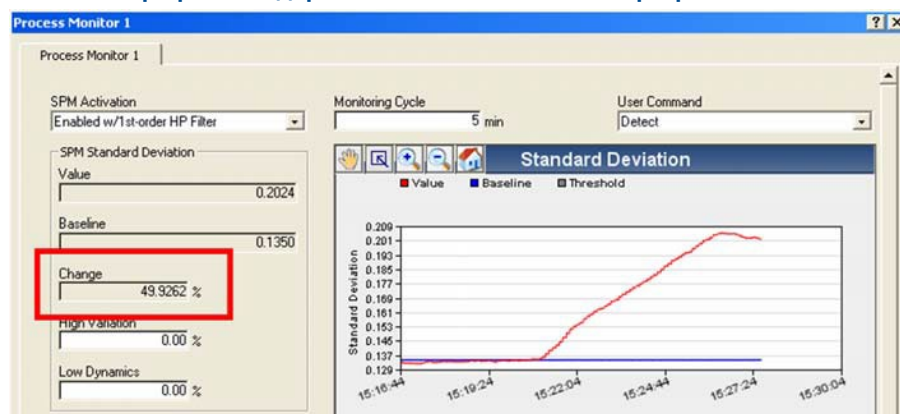 Process Monitor 1
Process Monitor 1
SPM Activation
Enabled w/1st-order HP Filter
Monitoring Cycle
5 min
User Command
Detect
SPM Standard Deviation
Value
0.2024
Baseline
0.1350
Change
49.9262 %
High Variation
0.00 %
Low Dynamics
0.00 %
Standard Deviation
Value Baseline Threshold
Standard Deviation
0.209
0.201
0.193
0.185
0.177
0.169
0.161
0.153
0.145
0.137
0.129
15:16:44 15:19:24 15:22:04 15:24:44 15:27:24 15:30:04